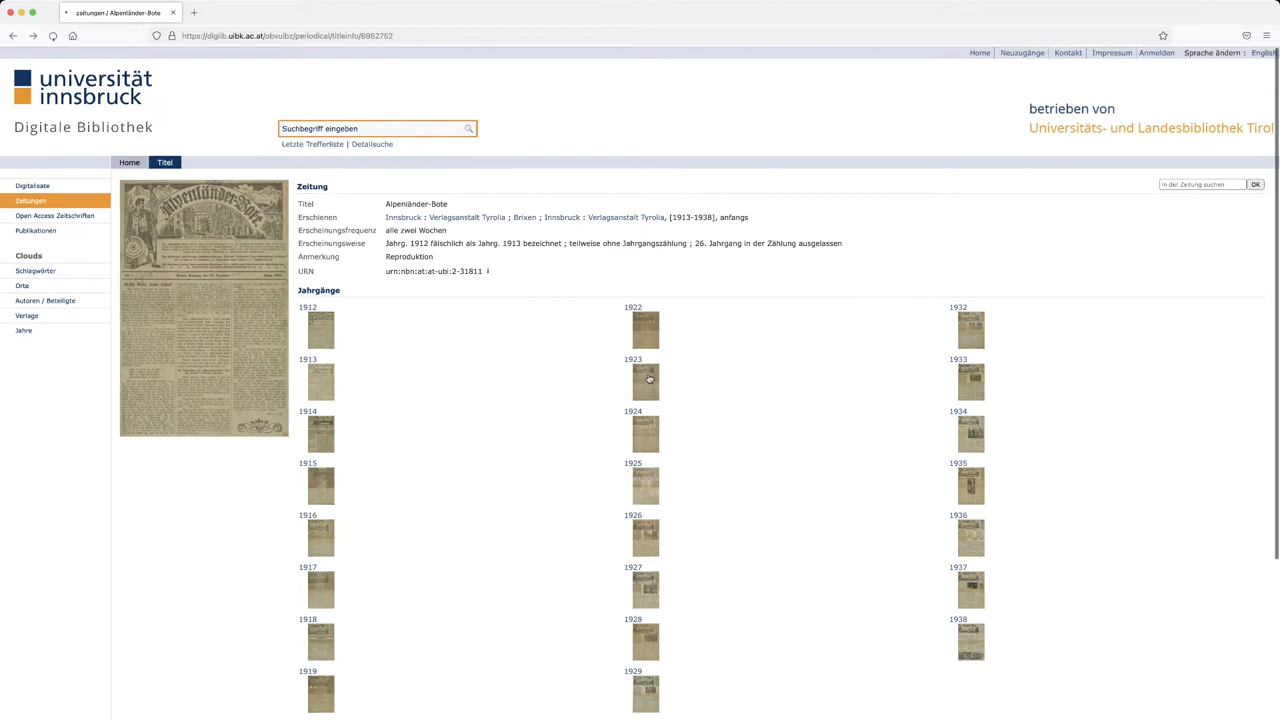 zeitungen / Alpenländer-Bote
https://diglib.uibk.ac.at/obvuibz/periodical/titleinfo/6952752
Home Neuzugänge Kontakt Impressum Anmelden Sprache ändern : English
universität
innsbruck
Digitale Bibliothek
Suchbegriff eingeben
Letzte Trefferliste | Detailsuche
betrieben von
Universitäts- und Landesbibliothek Tirol
Home Titel
Digitalisate
Zeitungen
Open Access Zeitschriften
Publikationen
Clouds
Schlagwörter
Orte
Autoren / Beteiligte
Verlage
Jahre
Alpenländer-Bote
Zeitung
In der Zeitung suchen OK
Titel Alpenländer-Bote
Erschienen Innsbruck : Verlagsanstalt Tyrolia ; Brixen ; Innsbruck : Verlagsanstalt Tyrolia, [1913-1938], anfangs
Erscheinungsfrequenz alle zwei Wochen
Erscheinungsweise Jahrg. 1912 fälschlich als Jahrg. 1913 bezeichnet ; teilweise ohne Jahrgangszählung ; 26. Jahrgang in der Zählung ausgelassen
Anmerkung Reproduktion
URN urn:nbn:at:at-ubi:2-31811 i
Jahrgänge
1912 1922 1932
1913 1923 1933
1914 1924 1934
1915 1925 1935
1916 1926 1936
1917 1927 1937
1918 1928 1938
1919 1929